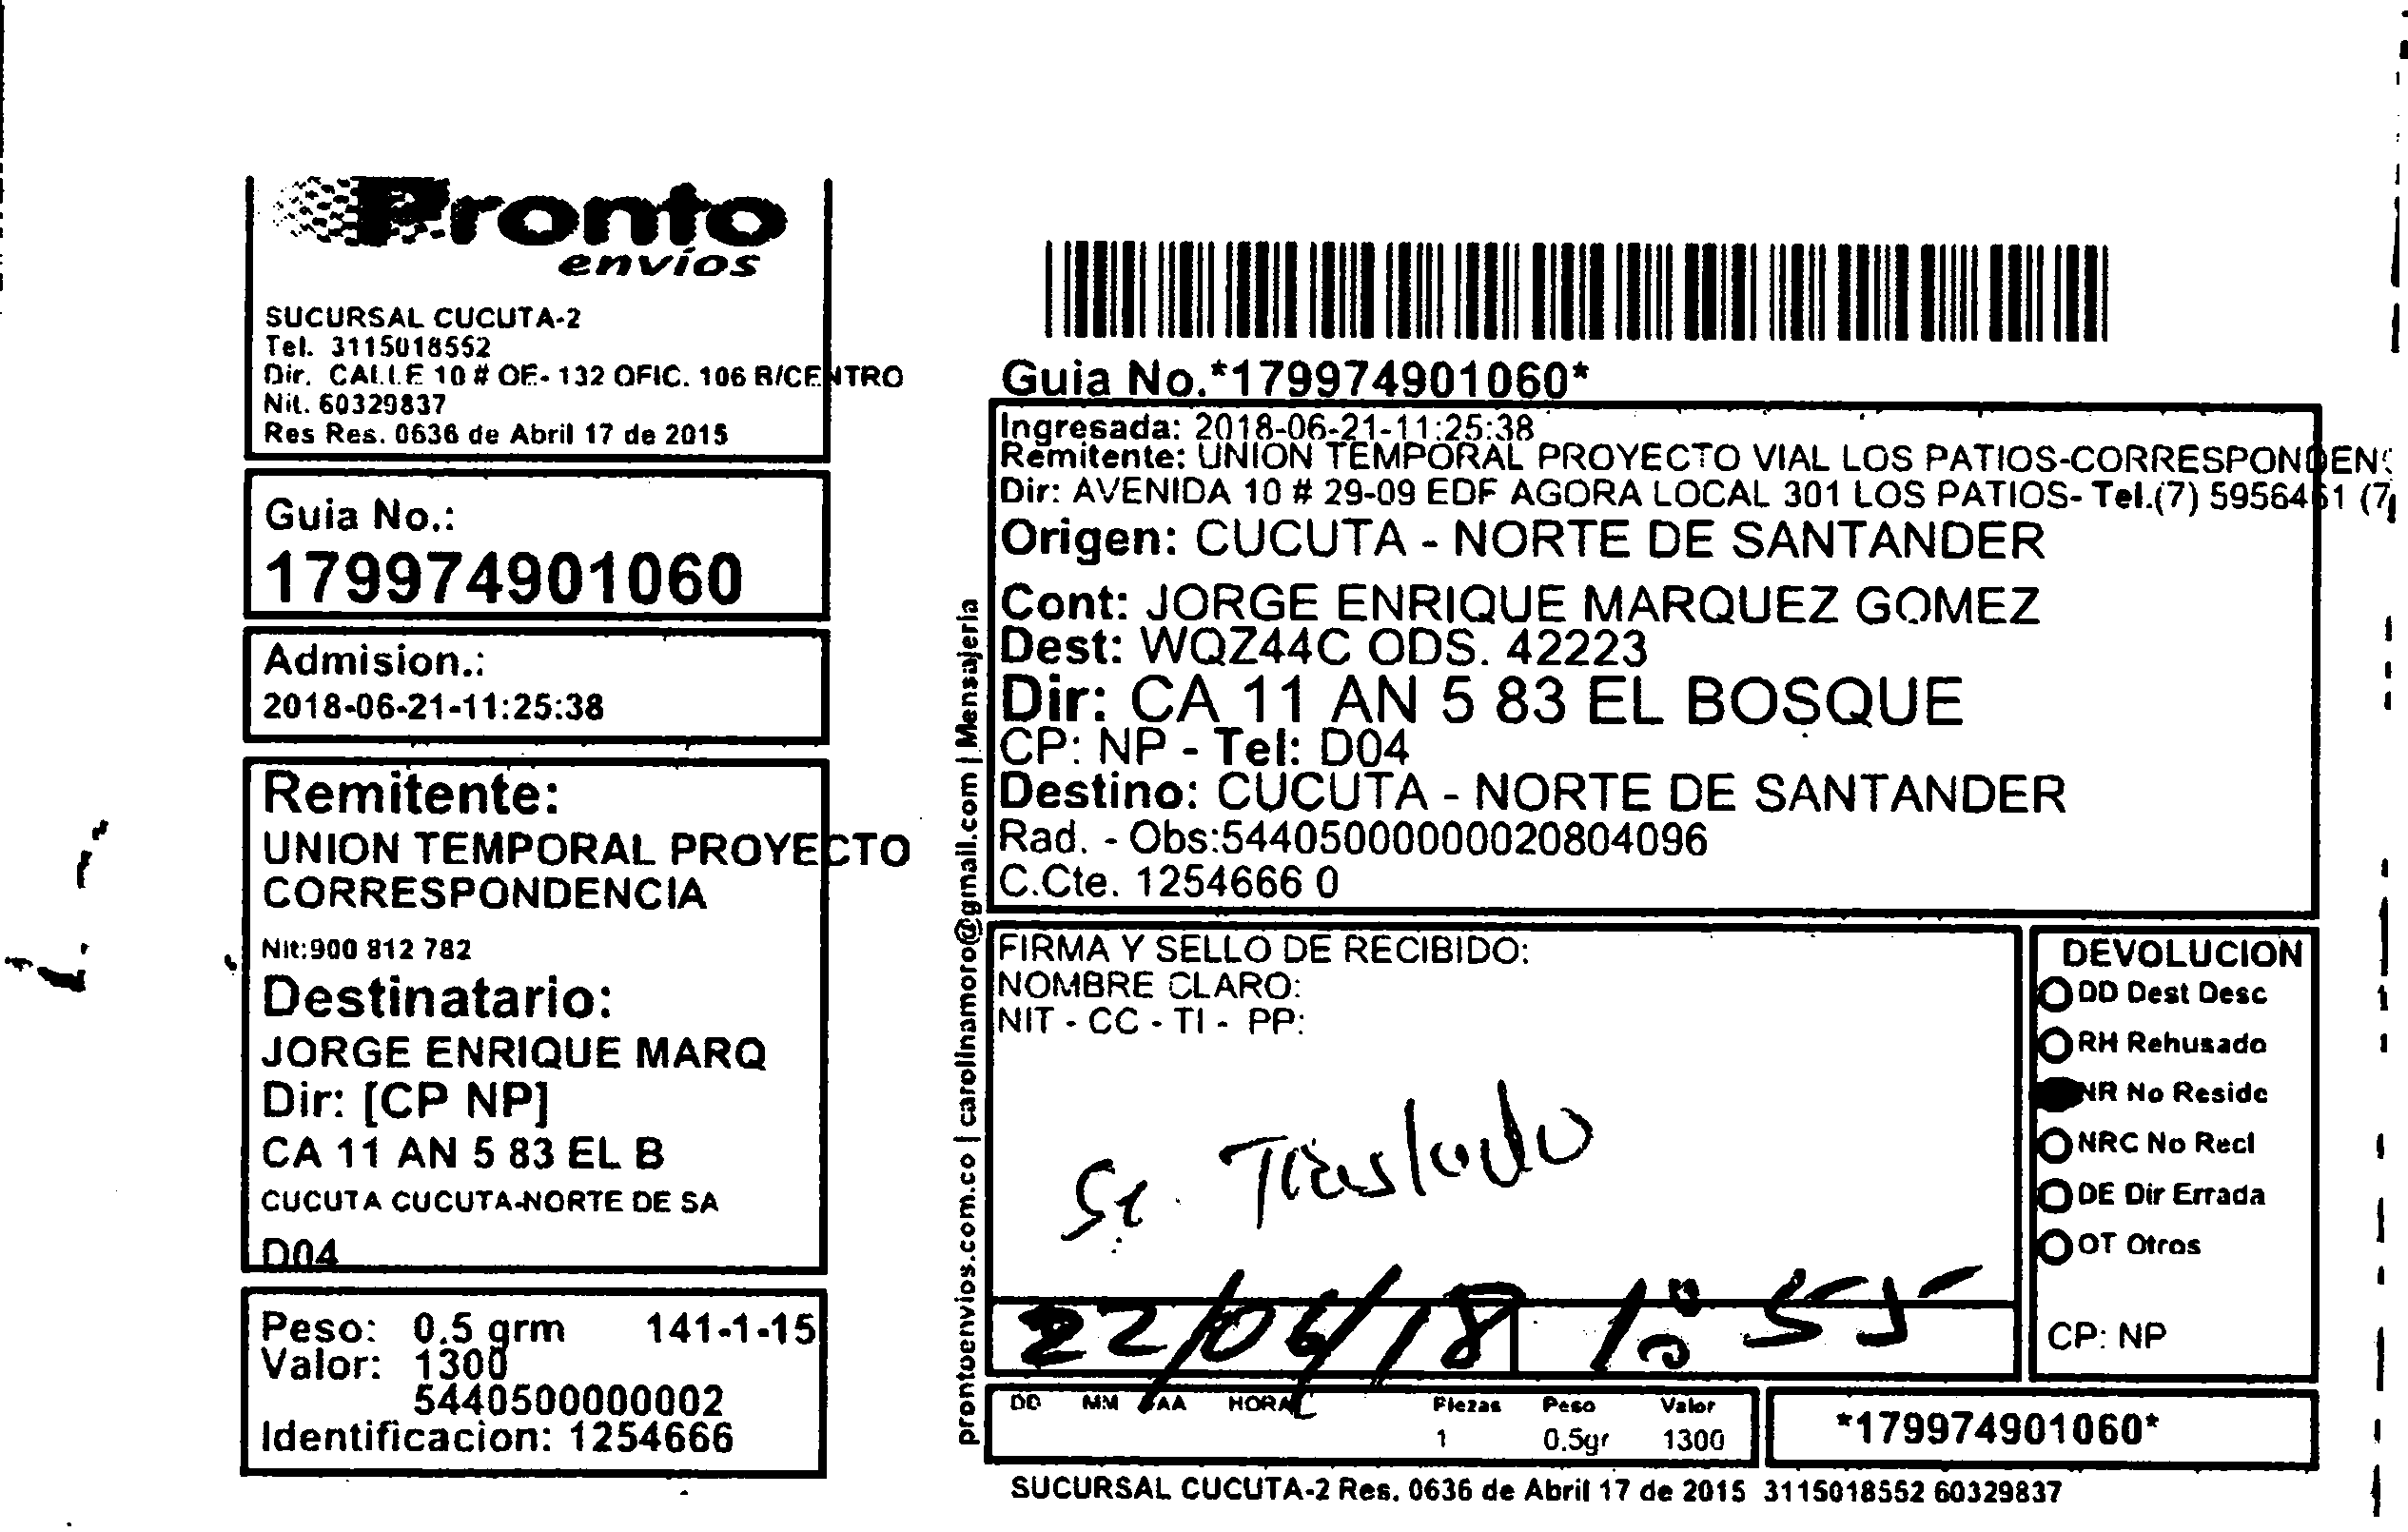 Pronto
envíos
SUCURSAL CUCUTA-2
Tel. 3115018552
Dir. CALLE 10 # OE- 132 OFIC. 106 B/CENTRO
Nit. 60329837
Res Res. 0636 de Abril 17 de 2015
Guia No.:
179974901060
Admision.:
2018-06-21-11:25:38
Remitente:
UNION TEMPORAL PROYECTO
CORRESPONDENCIA
Nit:900 812 782
Destinatario:
JORGE ENRIQUE MARQ
Dir: [CP NP]
CA 11 AN 5 83 EL B
CUCUTA CUCUTA-NORTE DE SA
D04
Peso: 0.5 grm 141-1-15
Valor: 1300
5440500000002
Identificacion: 1254666
prontoenvios.com.co | carolinamoro@gmail.com | Mensajeria
Guia No.*179974901060*
Ingresada: 2018-06-21-11:25:38
Remitente: UNION TEMPORAL PROYECTO VIAL LOS PATIOS-CORRESPONDEN
Dir: AVENIDA 10 # 29-09 EDF AGORA LOCAL 301 LOS PATIOS- Tel.(7) 5956461 (7
Origen: CUCUTA - NORTE DE SANTANDER
Cont: JORGE ENRIQUE MARQUEZ GOMEZ
Dest: WQZ44C ODS. 42223
Dir: CA 11 AN 5 83 EL BOSQUE
CP: NP - Tel: D04
Destino: CUCUTA - NORTE DE SANTANDER
Rad. - Obs:544050000000020804096
C.Cte. 1254666 0
FIRMA Y SELLO DE RECIBIDO:
NOMBRE CLARO:
NIT - CC - TI - PP:
Se Traslado
22/06/18 1:55
DD MM AA HORA Piezas Peso Valor
1 0.5gr 1300
DEVOLUCION
DD Dest Desc
RH Rehusado
NR No Reside
NRC No Recl
DE Dir Errada
OT Otros
CP: NP
*179974901060*
SUCURSAL CUCUTA-2 Res. 0636 de Abril 17 de 2015 3115018552 60329837